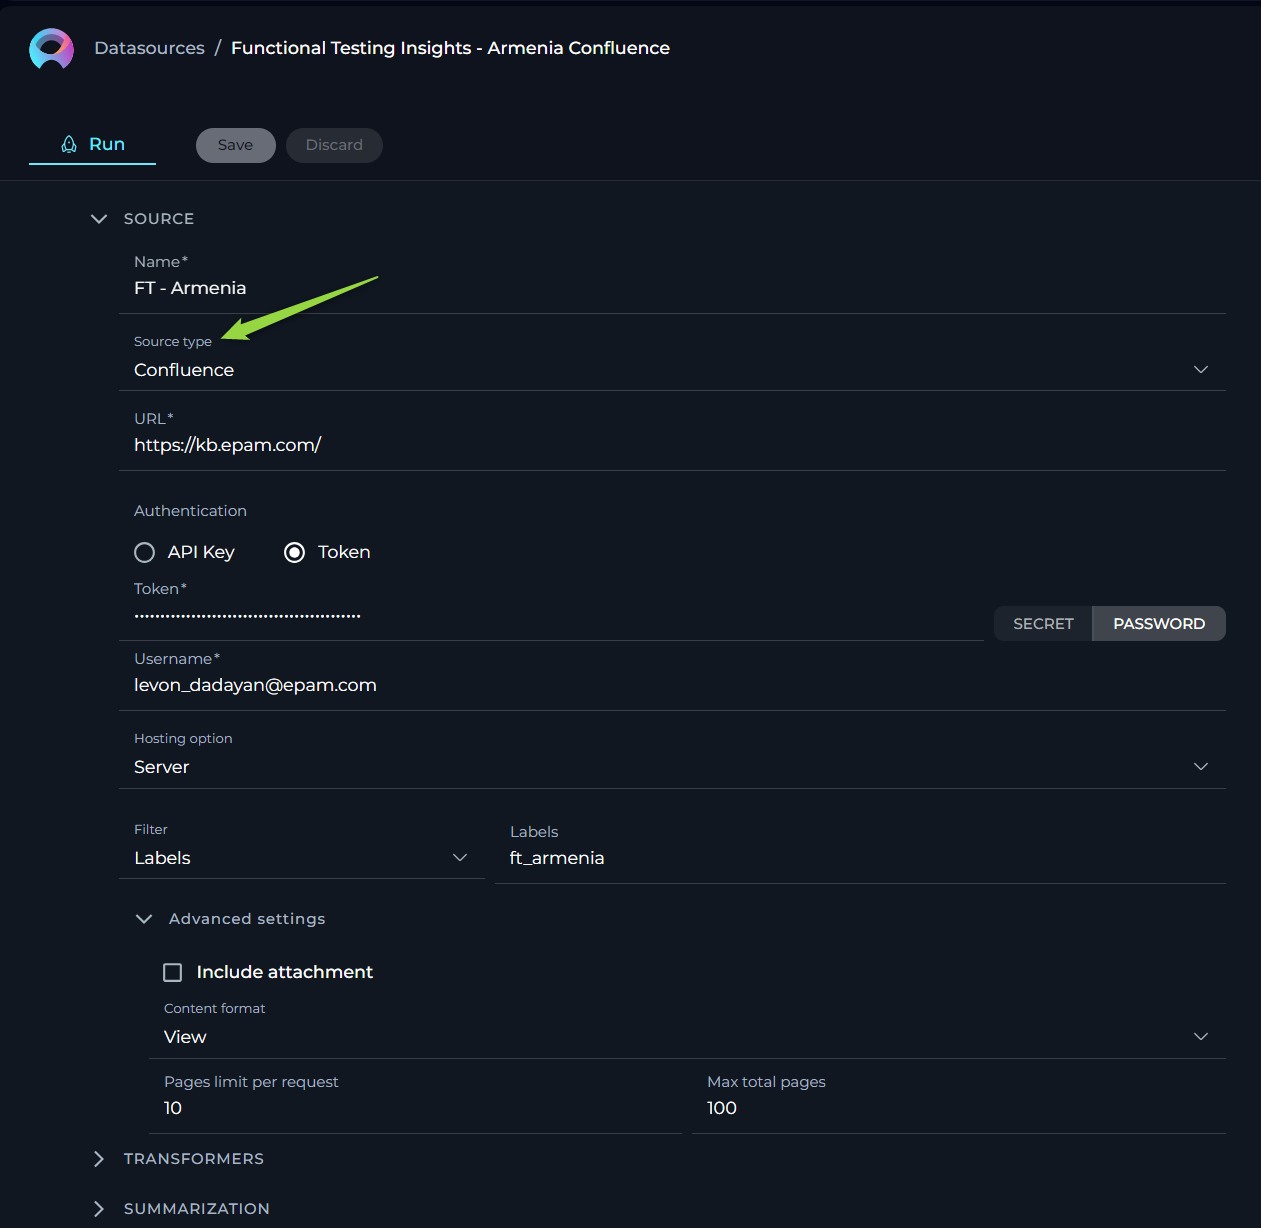 Datasources / Functional Testing Insights - Armenia Confluence
Run Save Discard
SOURCE
Name*
FT - Armenia
Source type
Confluence
URL*
https://kb.epam.com/
Authentication
API Key Token
Token*
SECRET PASSWORD
Username*
levon_dadayan@epam.com
Hosting option
Server
Filter
Labels
Labels
ft_armenia
Advanced settings
Include attachment
Content format
View
Pages limit per request
10
Max total pages
100
TRANSFORMERS
SUMMARIZATION